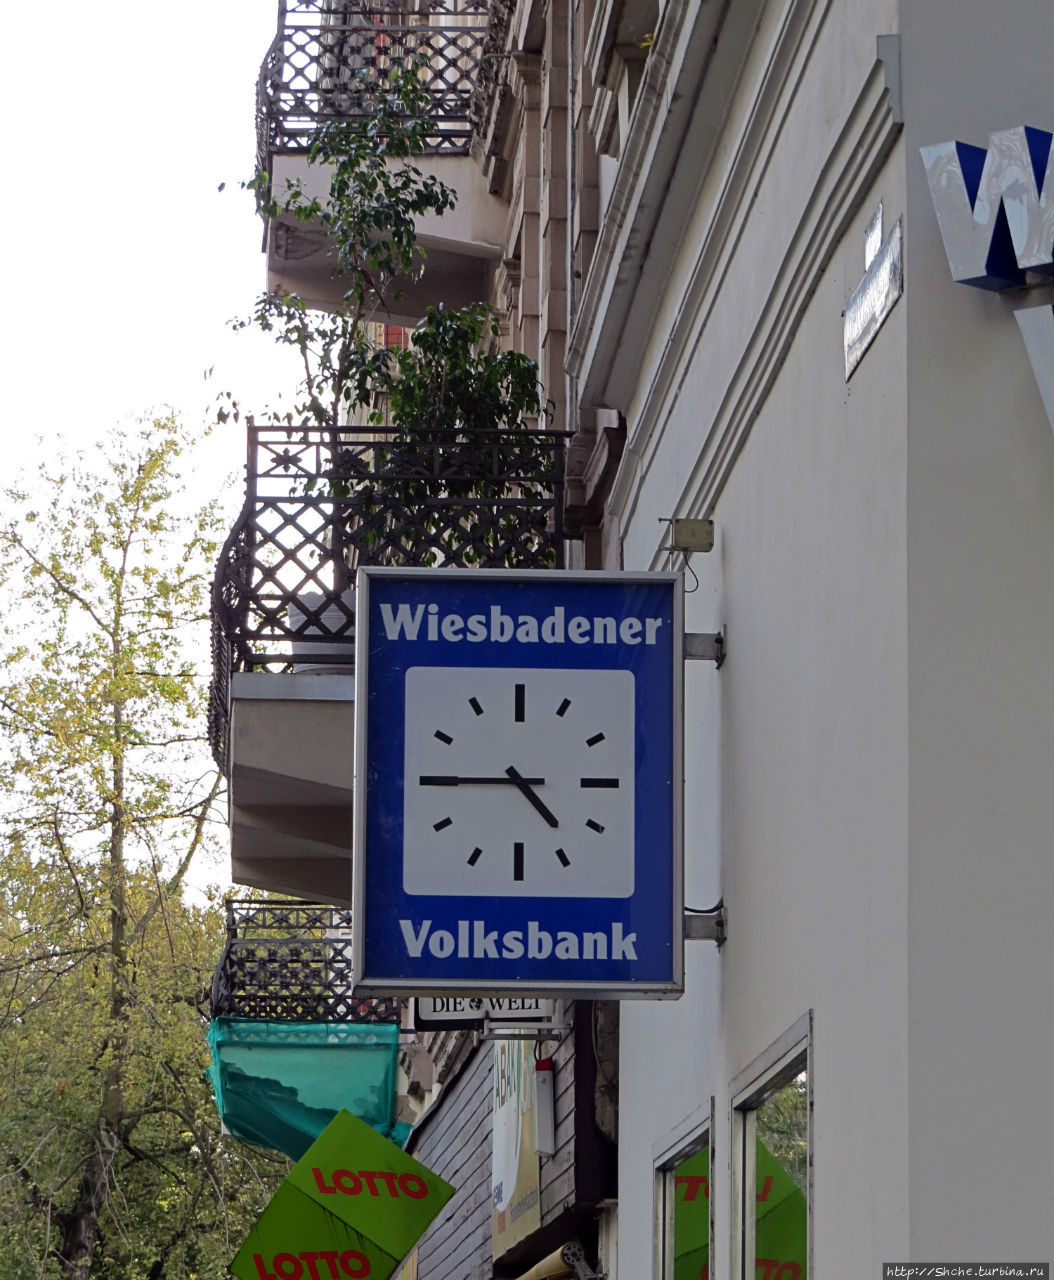 W
Wiesbadener
Volksbank
DIE WELT
LOTTO
LOTTO
http://Shche.turbina.ru